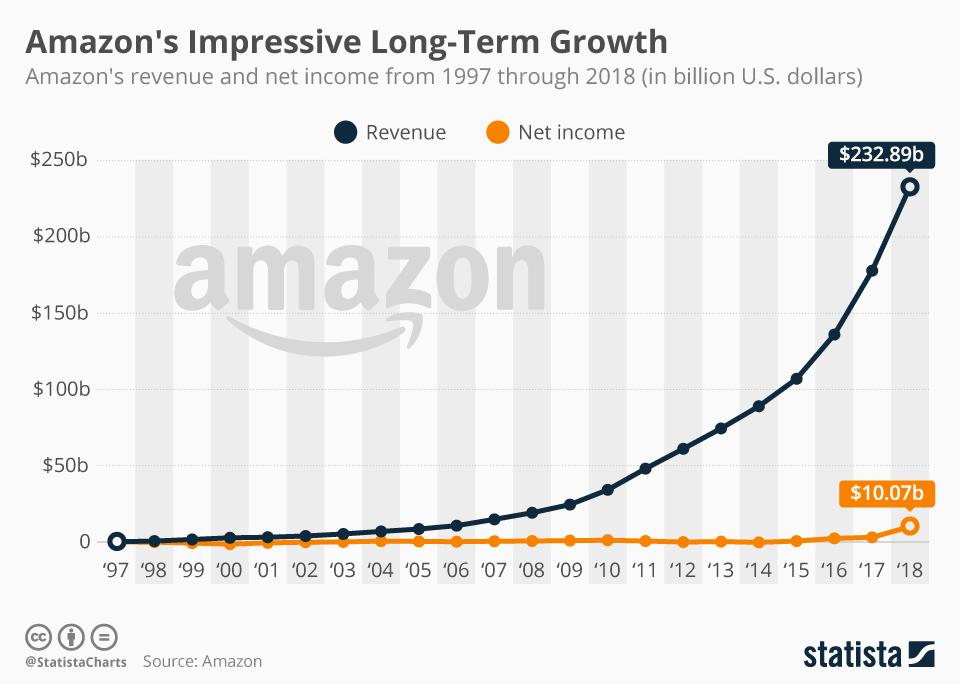 Amazon's Impressive Long-Term Growth
Amazon's revenue and net income from 1997 through 2018 (in billion U.S. dollars)
Revenue Net income
$232.89b
$250b
$200b
amazon
$150b
$100b
$50b
$10.07b
0
‘97 ‘98 ‘99 ‘00 ‘01 ‘02 ‘03 ‘04 ‘05 ‘06 ‘07 ‘08 ‘09 ‘10 ‘11 ‘12 ‘13 ‘14 ‘15 ‘16 ‘17 ‘18
cc
@StatistaCharts Source: Amazon
statista